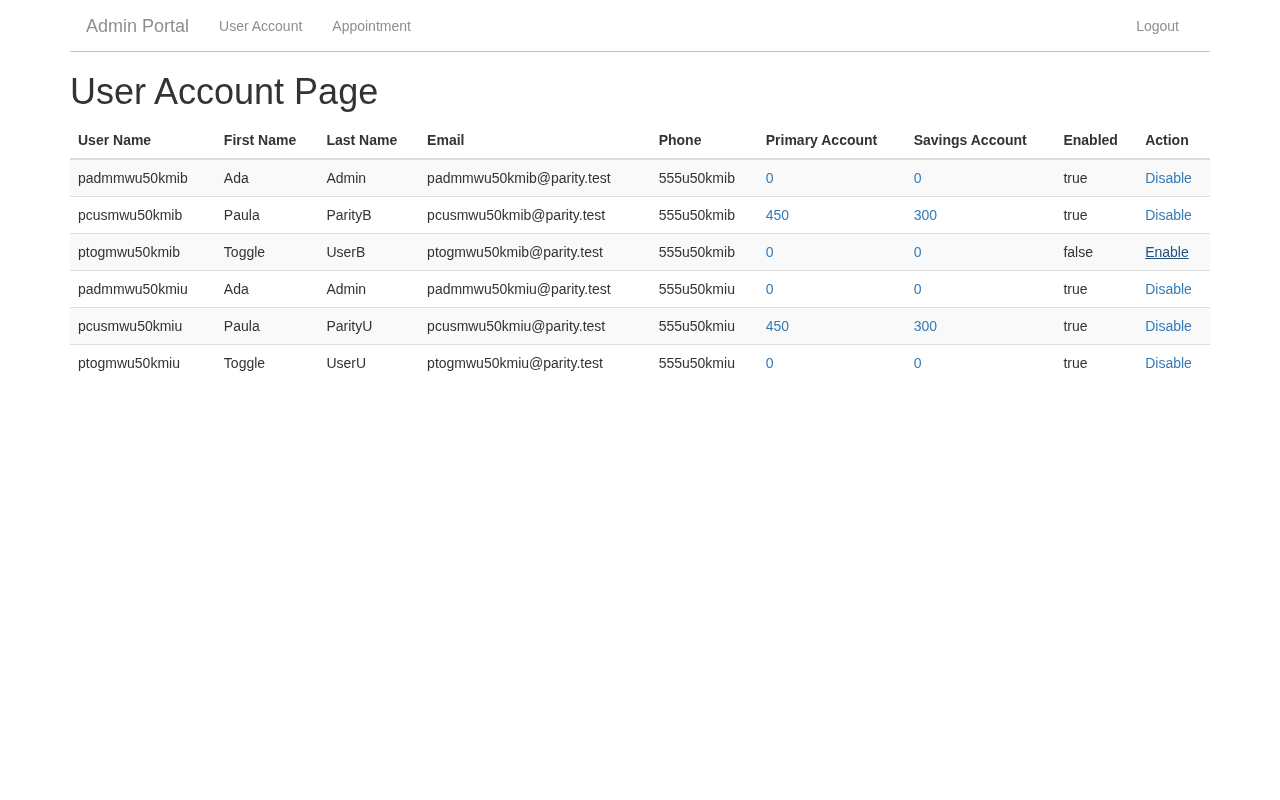 Admin Portal User Account Appointment Logout
User Account Page
User Name First Name Last Name Email Phone Primary Account Savings Account Enabled Action
padmmwu50kmib Ada Admin padmmwu50kmib@parity.test 555u50kmib 0 0 true Disable
pcusmwu50kmib Paula ParityB pcusmwu50kmib@parity.test 555u50kmib 450 300 true Disable
ptogmwu50kmib Toggle UserB ptogmwu50kmib@parity.test 555u50kmib 0 0 false Enable
padmmwu50kmiu Ada Admin padmmwu50kmiu@parity.test 555u50kmiu 0 0 true Disable
pcusmwu50kmiu Paula ParityU pcusmwu50kmiu@parity.test 555u50kmiu 450 300 true Disable
ptogmwu50kmiu Toggle UserU ptogmwu50kmiu@parity.test 555u50kmiu 0 0 true Disable